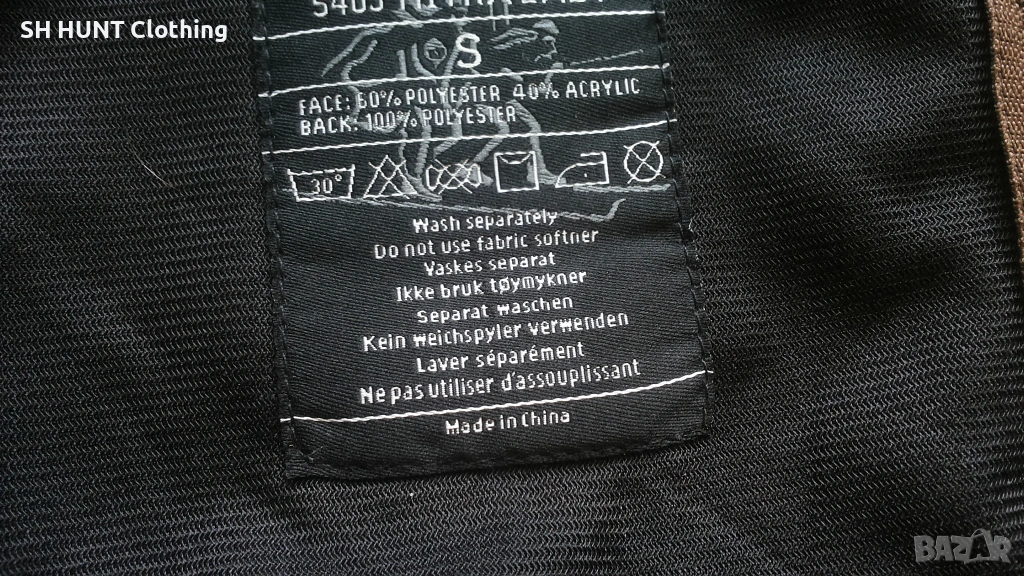 SH HUNT Clothing
S
FACE: 60% POLYESTER 40% ACRYLIC
BACK: 100% POLYESTER
30°
Wash separately
Do not use fabric softner
Vaskes separat
Ikke bruk tøymykner
Separat waschen
Kein weichspyler verwenden
Laver séparément
Ne pas utiliser d'assouplissant
Made in China
BAZAR